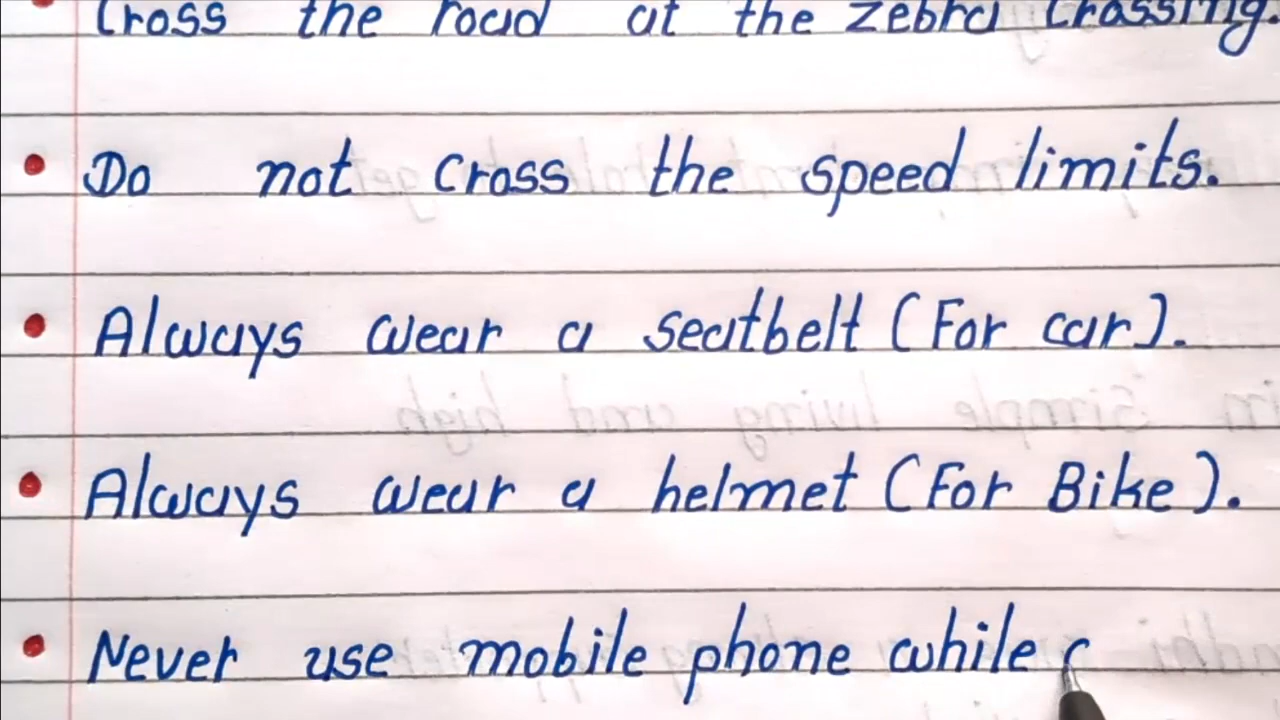 Cross the road at the zebra crossing.
• Do not cross the speed limits.
• Always wear a seatbelt (For car).
• Always wear a helmet (For Bike).
• Never use mobile phone while